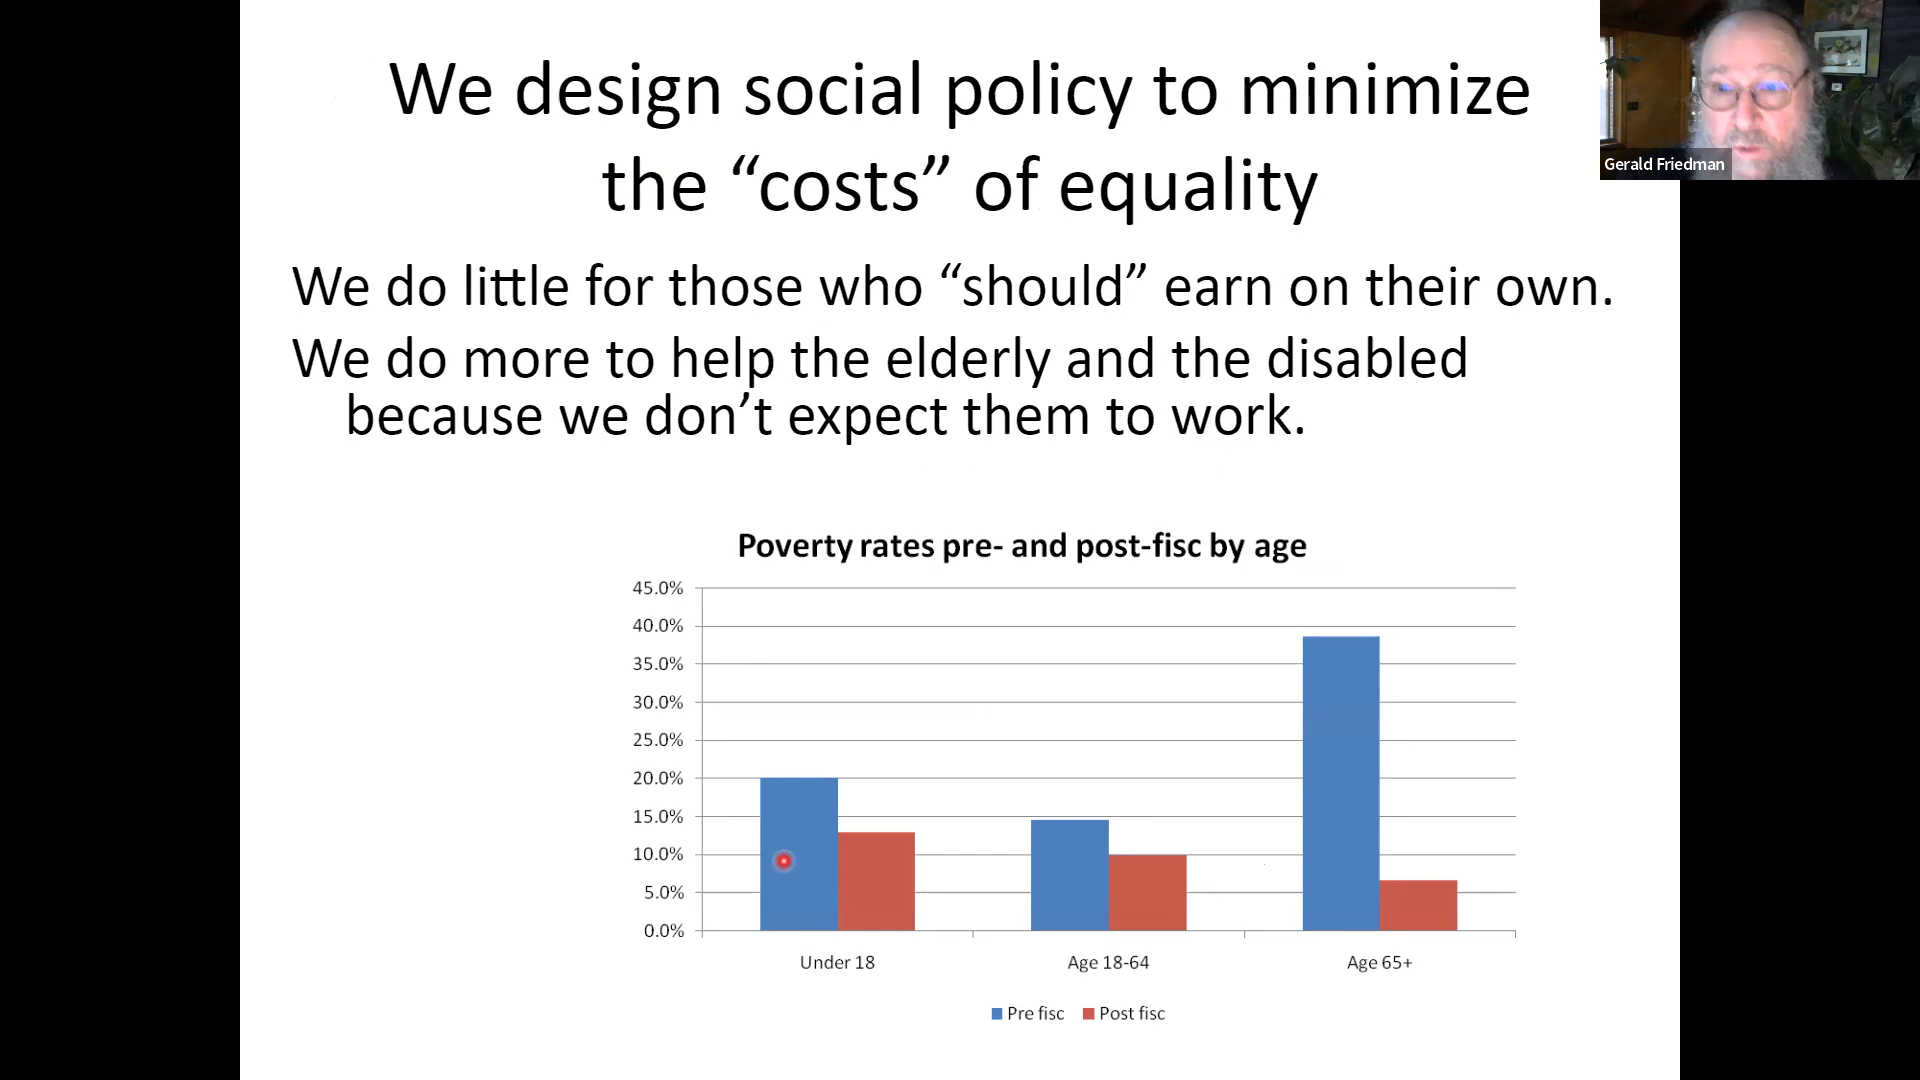 We design social policy to minimize
the “costs” of equality
Gerald Friedman
We do little for those who “should” earn on their own.
We do more to help the elderly and the disabled
because we don’t expect them to work.
Poverty rates pre- and post-fisc by age
45.0%
40.0%
35.0%
30.0%
25.0%
20.0%
15.0%
10.0%
5.0%
0.0%
Under 18 Age 18-64 Age 65+
Pre fisc Post fisc